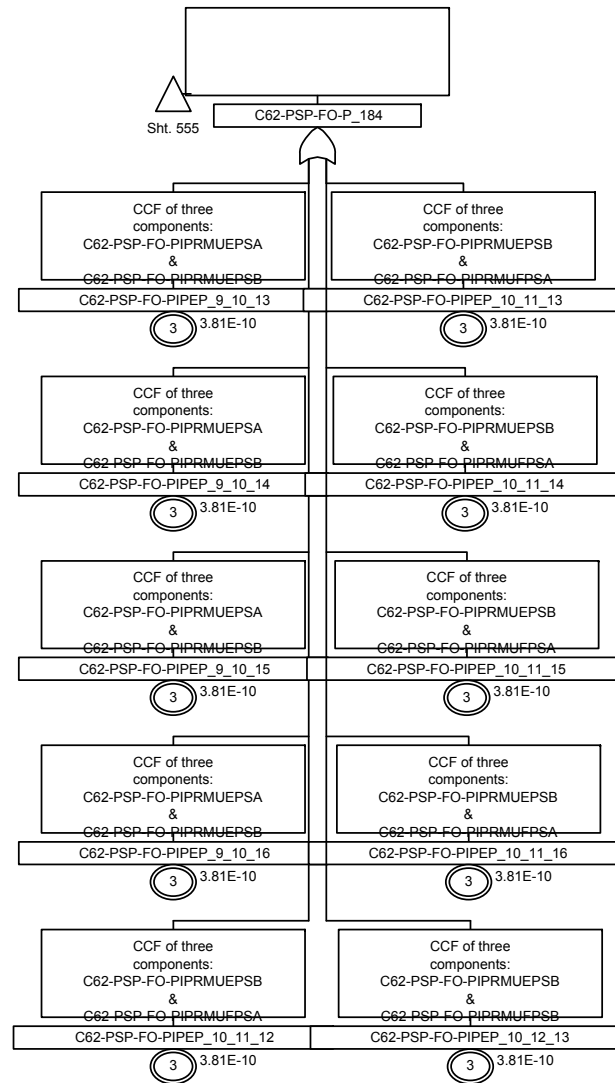 C62-PSP-FO-P_184
Sht. 555
CCF of three
components:
C62-PSP-FO-PIPRMUEPSA
&
C62-PSP-FO-PIPRMUEPSB
C62-PSP-FO-PIPEP_9_10_13
3
3.81E-10
CCF of three
components:
C62-PSP-FO-PIPRMUEPSB
&
C62-PSP-FO-PIPRMUFPSA
C62-PSP-FO-PIPEP_10_11_13
3
3.81E-10
CCF of three
components:
C62-PSP-FO-PIPRMUEPSA
&
C62-PSP-FO-PIPRMUEPSB
C62-PSP-FO-PIPEP_9_10_14
3
3.81E-10
CCF of three
components:
C62-PSP-FO-PIPRMUEPSB
&
C62-PSP-FO-PIPRMUFPSA
C62-PSP-FO-PIPEP_10_11_14
3
3.81E-10
CCF of three
components:
C62-PSP-FO-PIPRMUEPSA
&
C62-PSP-FO-PIPRMUEPSB
C62-PSP-FO-PIPEP_9_10_15
3
3.81E-10
CCF of three
components:
C62-PSP-FO-PIPRMUEPSB
&
C62-PSP-FO-PIPRMUFPSA
C62-PSP-FO-PIPEP_10_11_15
3
3.81E-10
CCF of three
components:
C62-PSP-FO-PIPRMUEPSA
&
C62-PSP-FO-PIPRMUEPSB
C62-PSP-FO-PIPEP_9_10_16
3
3.81E-10
CCF of three
components:
C62-PSP-FO-PIPRMUEPSB
&
C62-PSP-FO-PIPRMUFPSA
C62-PSP-FO-PIPEP_10_11_16
3
3.81E-10
CCF of three
components:
C62-PSP-FO-PIPRMUEPSB
&
C62-PSP-FO-PIPRMUFPSA
C62-PSP-FO-PIPEP_10_11_12
3
3.81E-10
CCF of three
components:
C62-PSP-FO-PIPRMUEPSB
&
C62-PSP-FO-PIPRMUFPSB
C62-PSP-FO-PIPEP_10_12_13
3
3.81E-10